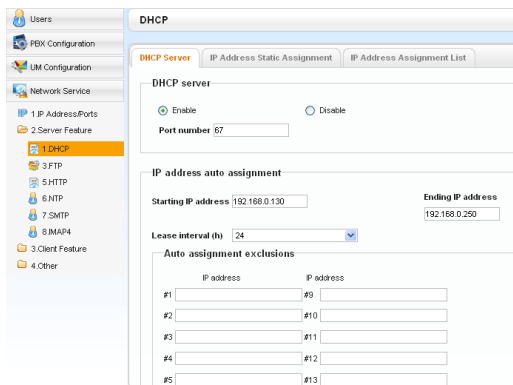 Users
PBX Configuration
UM Configuration
Network Service
IP 1.IP Address/Ports
2.Server Feature
1.DHCP
3.FTP
5.HTTP
6.NTP
7.SMTP
8.IMAP4
3.Client Feature
4.Other
DHCP
DHCP Server
IP Address Static Assignment
IP Address Assignment List
DHCP server
Enable
Disable
Port number 67
IP address auto assignment
Starting IP address 192.168.0.130
Ending IP address
192.168.0.250
Lease interval (h) 24
Auto assignment exclusions
IP address IP address
#1 #9
#2 #10
#3 #11
#4 #12
#5 #13